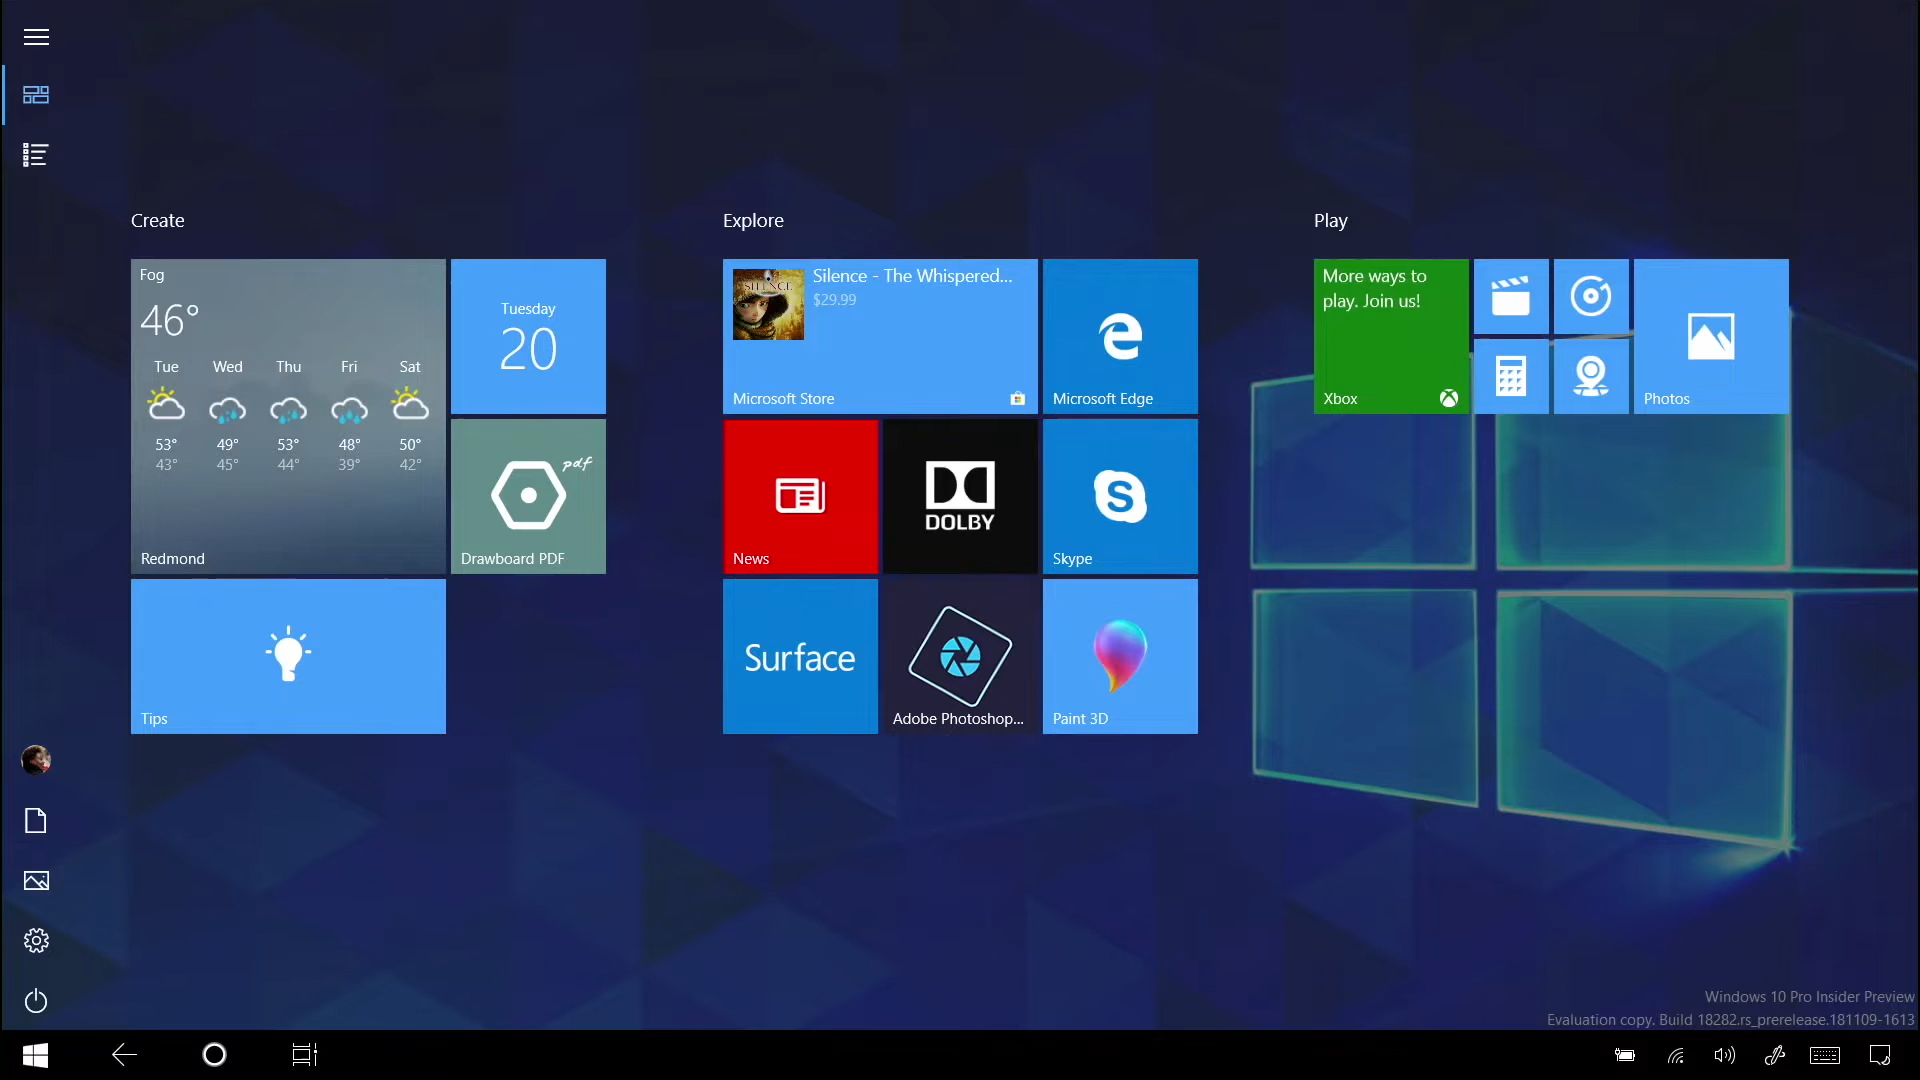 Create
Explore
Play
Fog
46°
Tue Wed Thu Fri Sat
53° 49° 53° 48° 50°
43° 45° 44° 39° 42°
Redmond
Tuesday
20
pdf
Drawboard PDF
Tips
SILENCE
Silence - The Whispered...
$29.99
Microsoft Store
Microsoft Edge
News
DOLBY
Skype
Surface
Adobe Photoshop...
Paint 3D
More ways to
play. Join us!
Xbox
Photos
Windows 10 Pro Insider Preview
Evaluation copy. Build 18282.rs_prerelease.181109-1613